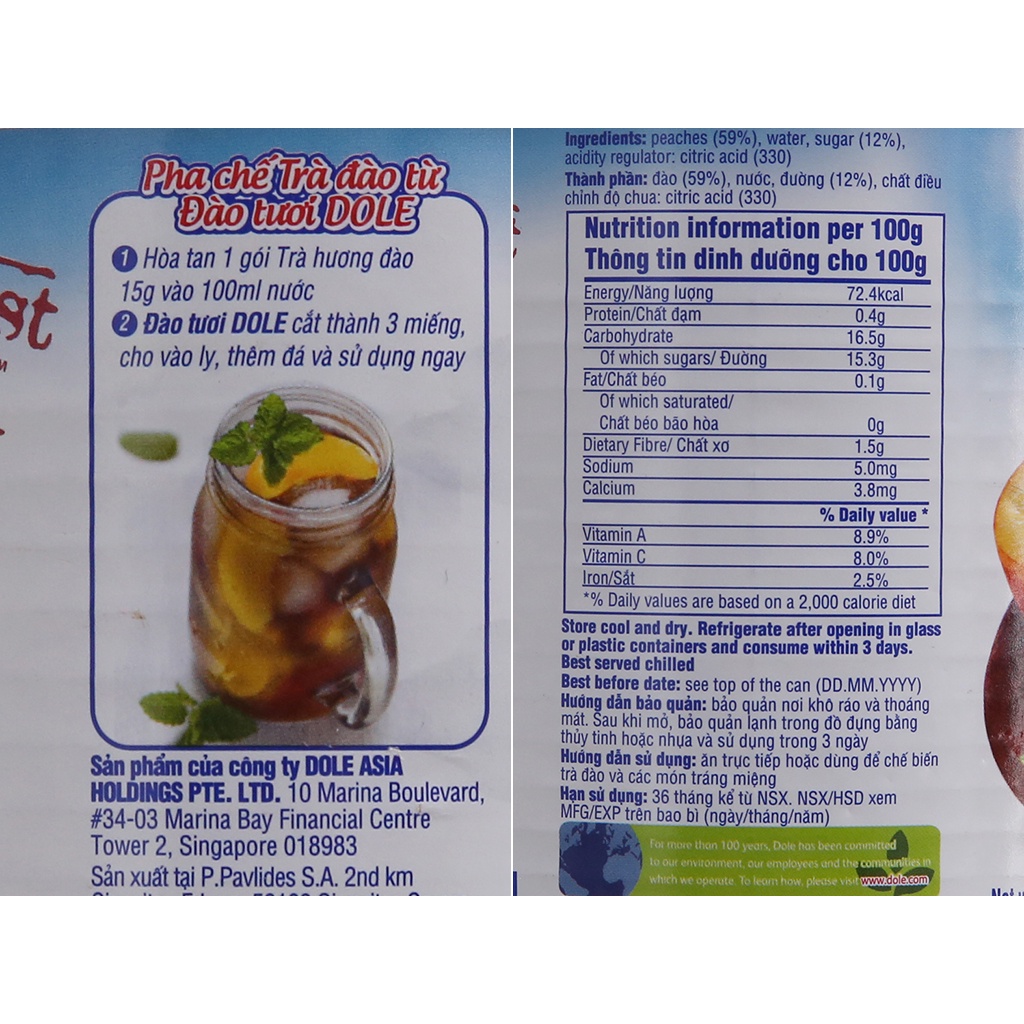 Pha chế Trà đào từ
Đào tươi DOLE
1 Hòa tan 1 gói Trà hương đào
15g vào 100ml nước
2 Đào tươi DOLE cắt thành 3 miếng,
cho vào ly, thêm đá và sử dụng ngay
Sản phẩm của công ty DOLE ASIA
HOLDINGS PTE. LTD. 10 Marina Boulevard,
#34-03 Marina Bay Financial Centre
Tower 2, Singapore 018983
Sản xuất tại P.Pavlides S.A. 2nd km
Ingredients: peaches (59%), water, sugar (12%),
acidity regulator: citric acid (330)
Thành phần: đào (59%), nước, đường (12%), chất điều
chỉnh độ chua: citric acid (330)
Nutrition information per 100g
Thông tin dinh dưỡng cho 100g
Energy/Năng lượng 72.4kcal
Protein/Chất đạm 0.4g
Carbohydrate 16.5g
Of which sugars/ Đường 15.3g
Fat/Chất béo 0.1g
Of which saturated/
Chất béo bão hòa 0g
Dietary Fibre/ Chất xơ 1.5g
Sodium 5.0mg
Calcium 3.8mg
% Daily value *
Vitamin A 8.9%
Vitamin C 8.0%
Iron/Sắt 2.5%
*% Daily values are based on a 2,000 calorie diet
Store cool and dry. Refrigerate after opening in glass
or plastic containers and consume within 3 days.
Best served chilled
Best before date: see top of the can (DD.MM.YYYY)
Hướng dẫn bảo quản: bảo quản nơi khô ráo và thoáng
mát. Sau khi mở, bảo quản lạnh trong đồ đựng bằng
thủy tinh hoặc nhựa và sử dụng trong 3 ngày
Hướng dẫn sử dụng: ăn trực tiếp hoặc dùng để chế biến
trà đào và các món tráng miệng
Hạn sử dụng: 36 tháng kể từ NSX. NSX/HSD xem
MFG/EXP trên bao bì (ngày/tháng/năm)
For more than 100 years, Dole has been committed
to our environment, our employees and the communities in
which we operate. To learn how, please visit www.dole.com